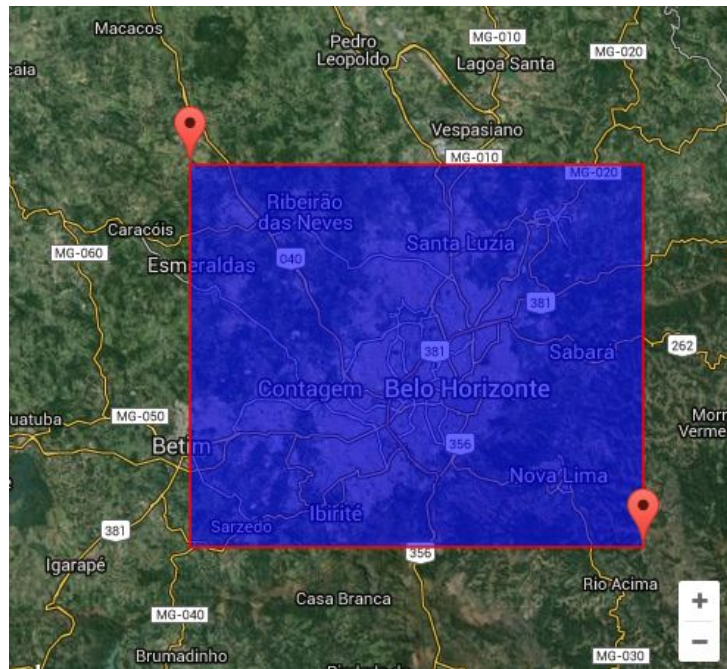 Macacos
MG-010
Pedro
Leopoldo
MG-020
Lagoa Santa
caia
Vespasiano
MG-010
MG-020
Ribeirão
das Neves
Caracóis
Santa Luzia
MG-060
040
Esmeraldas
381
262
381
Sabará
Contagem
Belo Horizonte
MG-050
uatuba
Morr
Verme
Betim
356
Nova Lima
Ibirité
Sarzedo
381
356
Igarapé
Rio Acima
Casa Branca
MG-040
Brumadinho
MG-030
+
−